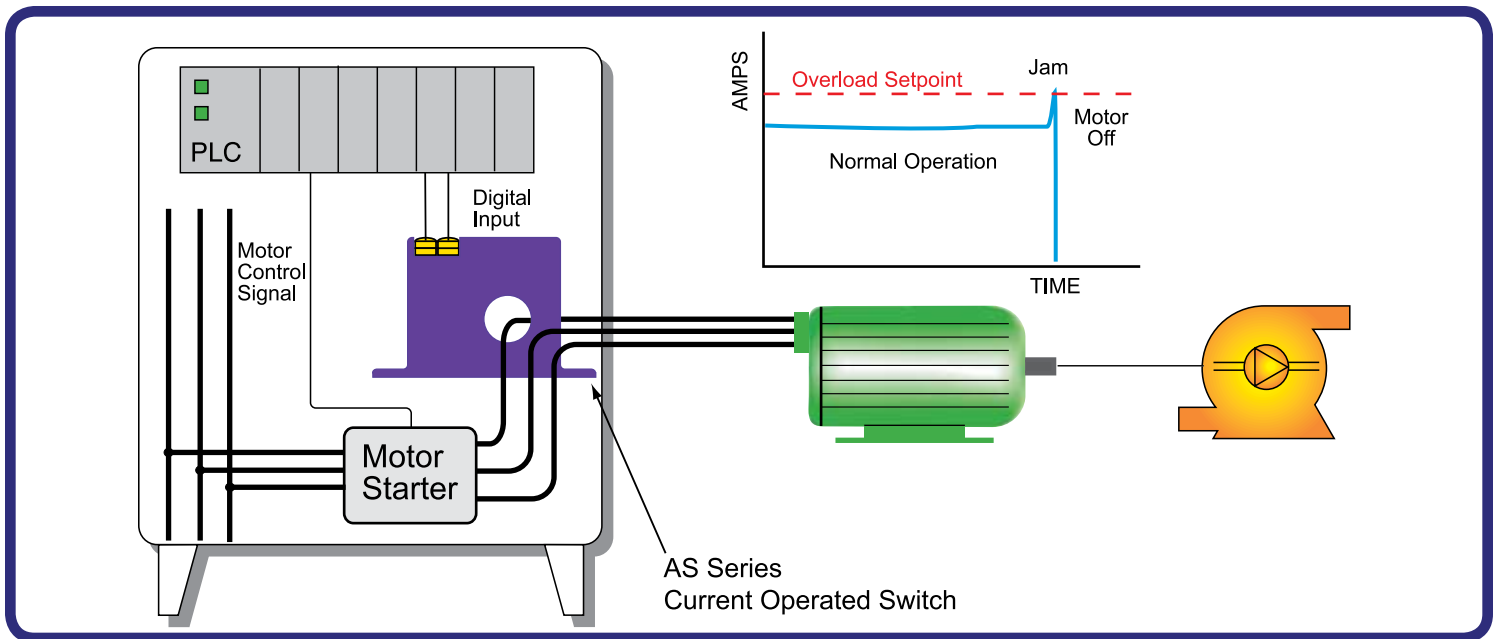 PLC
Digital
Input
Motor
Control
Signal
Motor
Starter
AMPS
Overload Setpoint
Jam
Motor
Off
Normal Operation
TIME
AS Series
Current Operated Switch